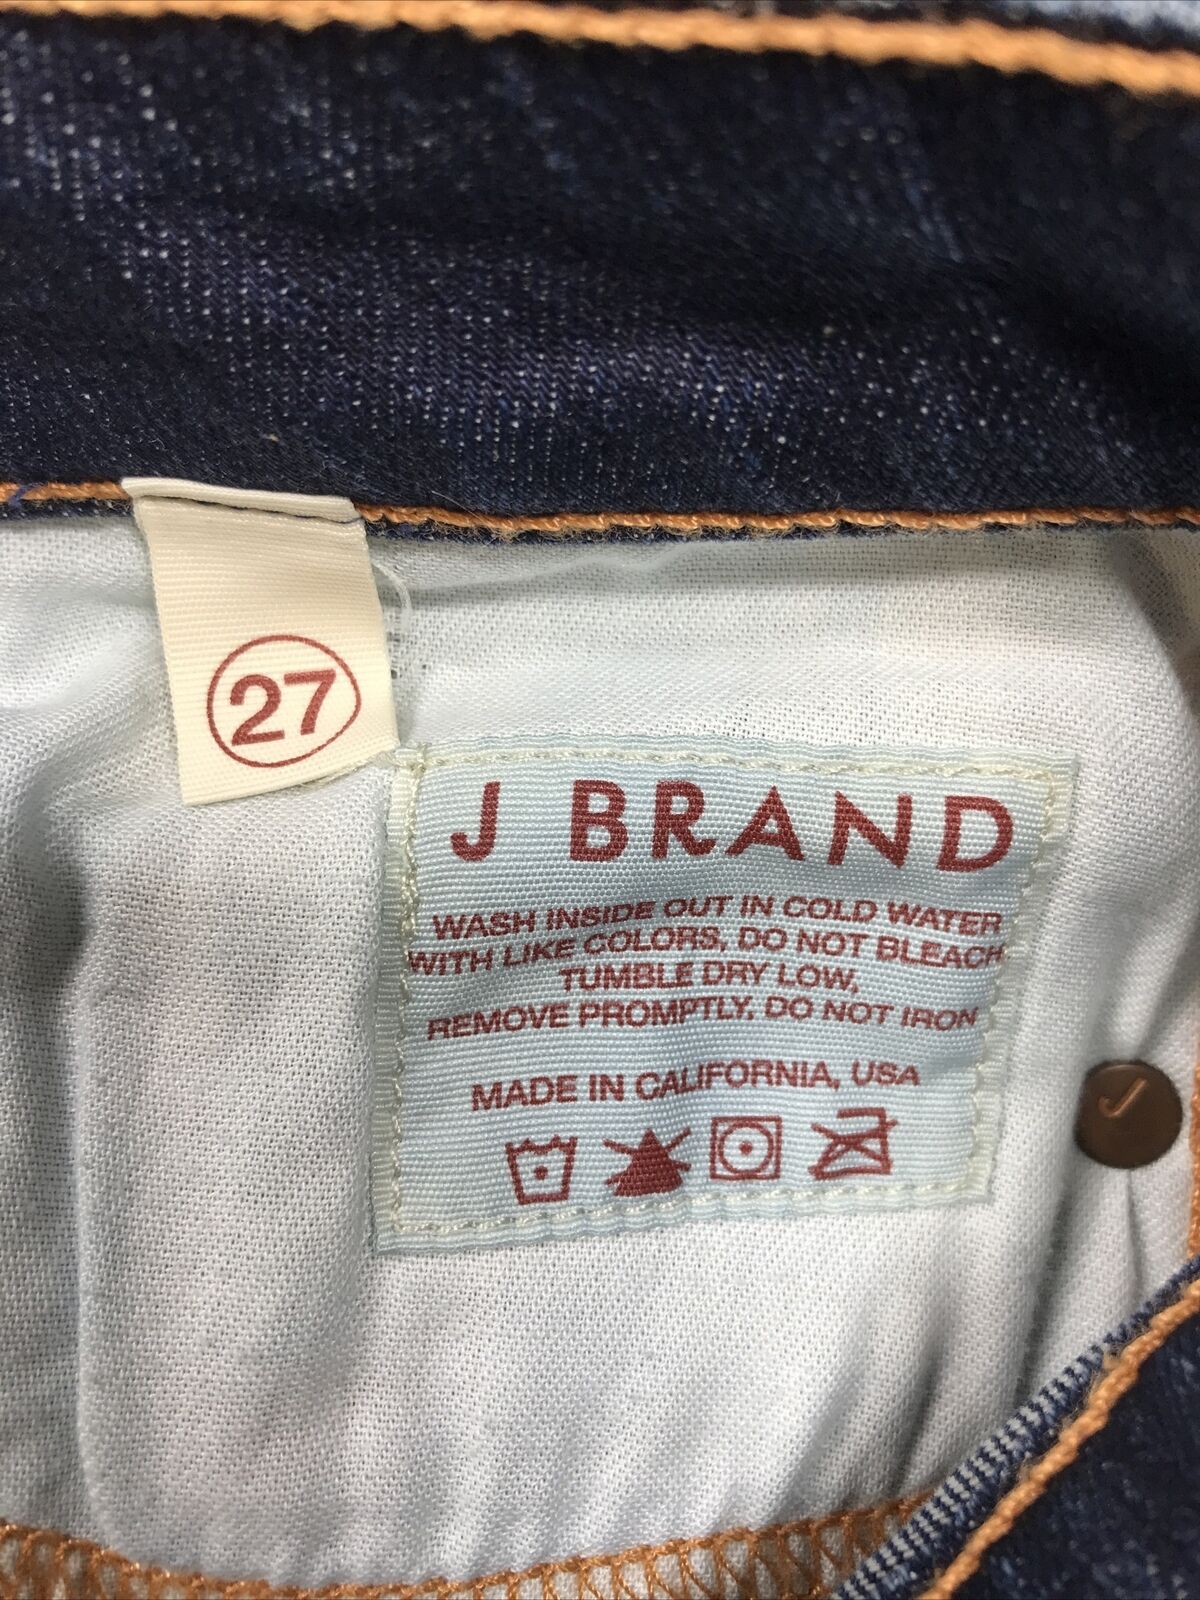 27
J BRAND
WASH INSIDE OUT IN COLD WATER
WITH LIKE COLORS, DO NOT BLEACH
TUMBLE DRY LOW,
REMOVE PROMPTLY, DO NOT IRON
MADE IN CALIFORNIA, USA
J